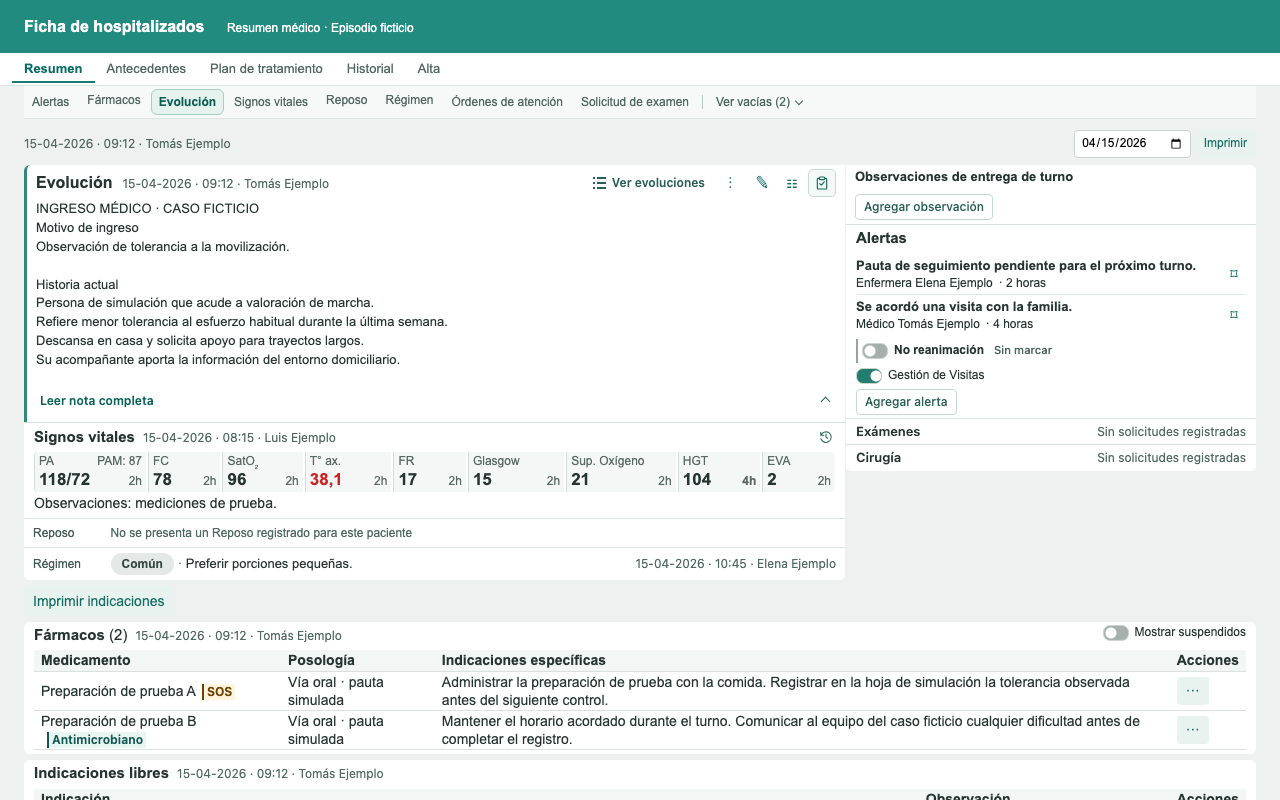 Ficha de hospitalizados
Resumen médico · Episodio ficticio
Resumen
Antecedentes
Plan de tratamiento
Historial
Alta
Alertas
Fármacos
Evolución
Signos vitales
Reposo
Régimen
Órdenes de atención
Solicitud de examen
Ver vacías (2)
15-04-2026 · 09:12 · Tomás Ejemplo
04/15/2026
Imprimir
Evolución 15-04-2026 · 09:12 · Tomás Ejemplo
Ver evoluciones
INGRESO MÉDICO · CASO FICTICIO
Motivo de ingreso
Observación de tolerancia a la movilización.
Historia actual
Persona de simulación que acude a valoración de marcha.
Refiere menor tolerancia al esfuerzo habitual durante la última semana.
Descansa en casa y solicita apoyo para trayectos largos.
Su acompañante aporta la información del entorno domiciliario.
Leer nota completa
Observaciones de entrega de turno
Agregar observación
Alertas
Pauta de seguimiento pendiente para el próximo turno.
Enfermera Elena Ejemplo · 2 horas
Se acordó una visita con la familia.
Médico Tomás Ejemplo · 4 horas
No reanimación Sin marcar
Gestión de Visitas
Agregar alerta
Exámenes Sin solicitudes registradas
Cirugía Sin solicitudes registradas
Signos vitales 15-04-2026 · 08:15 · Luis Ejemplo
PA PAM: 87
118/72 2h
FC
78 2h
SatO2
96 2h
T° ax.
38,1 2h
FR
17 2h
Glasgow
15 2h
Sup. Oxígeno
21 2h
HGT
104 4h
EVA
2 2h
Observaciones: mediciones de prueba.
Reposo No se presenta un Reposo registrado para este paciente
Régimen Común · Preferir porciones pequeñas. 15-04-2026 · 10:45 · Elena Ejemplo
Imprimir indicaciones
Fármacos (2) 15-04-2026 · 09:12 · Tomás Ejemplo
Mostrar suspendidos
Medicamento Posología Indicaciones específicas Acciones
Preparación de prueba A SOS
Vía oral · pauta
simulada
Administrar la preparación de prueba con la comida. Registrar en la hoja de simulación la tolerancia observada
antes del siguiente control.
...
Preparación de prueba B
Antimicrobiano
Vía oral · pauta
simulada
Mantener el horario acordado durante el turno. Comunicar al equipo del caso ficticio cualquier dificultad antes de
completar el registro.
...
Indicaciones libres 15-04-2026 · 09:12 · Tomás Ejemplo
Indicación Observación Acciones